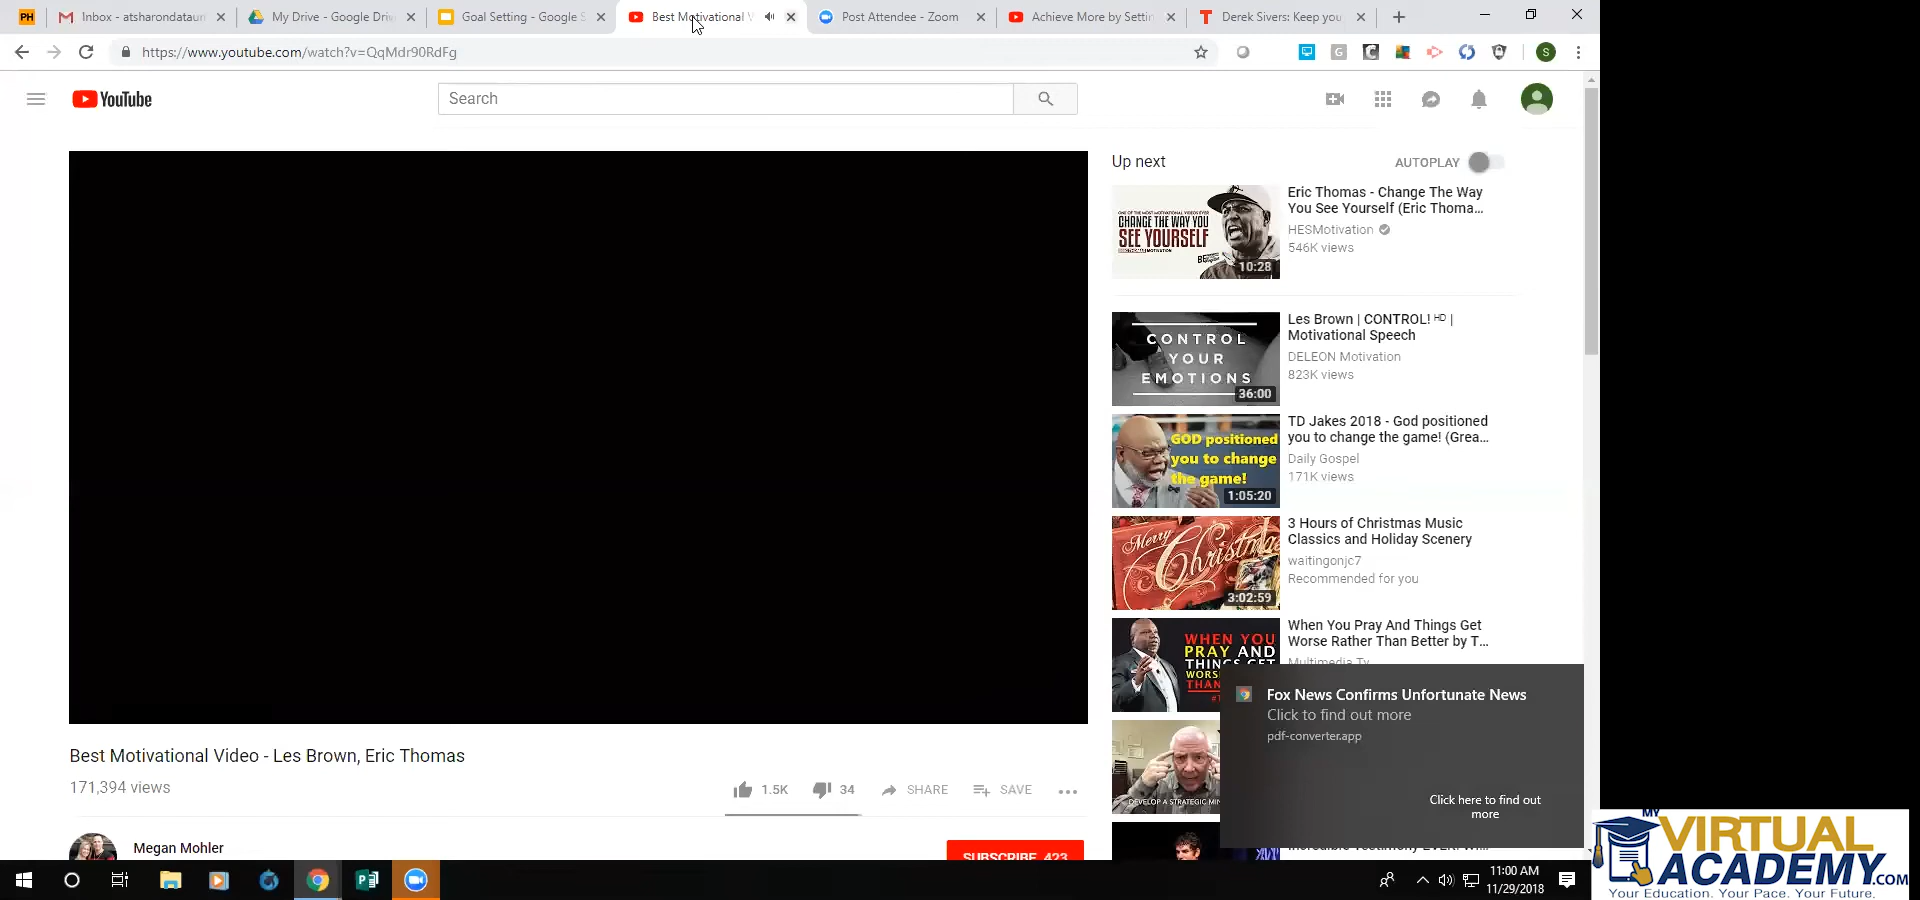 PH
Inbox - atsharondataun
My Drive - Google Driv
Goal Setting - Google S
Best Motivational V
Post Attendee - Zoom
Achieve More by Settin
Derek Sivers: Keep you
https://www.youtube.com/watch?v=QqMdr90RdFg
S
YouTube
Search
Up next
AUTOPLAY
CHANGE THE WAY YOU
SEE YOURSELF
10:28
Eric Thomas - Change The Way
You See Yourself (Eric Thoma...
HESMotivation
546K views
CONTROL
YOUR
EMOTIONS
36:00
Les Brown | CONTROL! ᴴᴰ |
Motivational Speech
DELEON Motivation
823K views
GOD positioned
you to change
the game!
1:05:20
TD Jakes 2018 - God positioned
you to change the game! (Grea...
Daily Gospel
171K views
Merry
Christmas
3:02:59
3 Hours of Christmas Music
Classics and Holiday Scenery
waitingonjc7
Recommended for you
WHEN YOU
PRAY AND
THINGS GET
When You Pray And Things Get
Worse Rather Than Better by T...
Multimedia Tv
Fox News Confirms Unfortunate News
Click to find out more
pdf-converter.app
Click here to find out
more
DEVELOP A STRATEGIC MIN
Best Motivational Video - Les Brown, Eric Thomas
171,394 views
1.5K
34
SHARE
SAVE
Megan Mohler
SUBSCRIBE 423
11:00 AM
11/29/2018
MY
VIRTUAL
ACADEMY.COM
Your Education. Your Pace. Your Future.